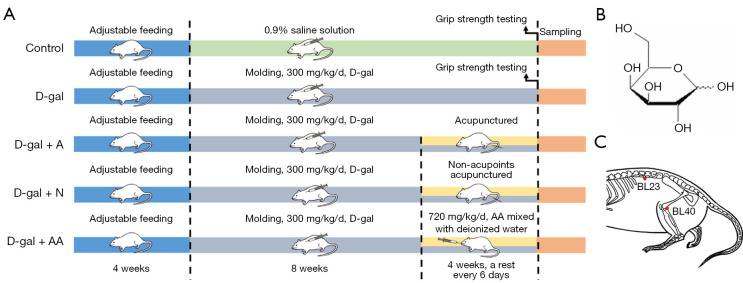 A
Adjustable feeding
0.9% saline solution
Grip strength testing
Sampling
Control
Adjustable feeding
Molding, 300 mg/kg/d, D-gal
Grip strength testing
D-gal
Adjustable feeding
Molding, 300 mg/kg/d, D-gal
Acupunctured
D-gal + A
Adjustable feeding
Molding, 300 mg/kg/d, D-gal
Non-acupoints
acupunctured
D-gal + N
Adjustable feeding
Molding, 300 mg/kg/d, D-gal
720 mg/kg/d, AA mixed
with deionized water
D-gal + AA
4 weeks
8 weeks
4 weeks, a rest
every 6 days
B
HO
O
OH
OH
OH
OH
C
BL23
BL40